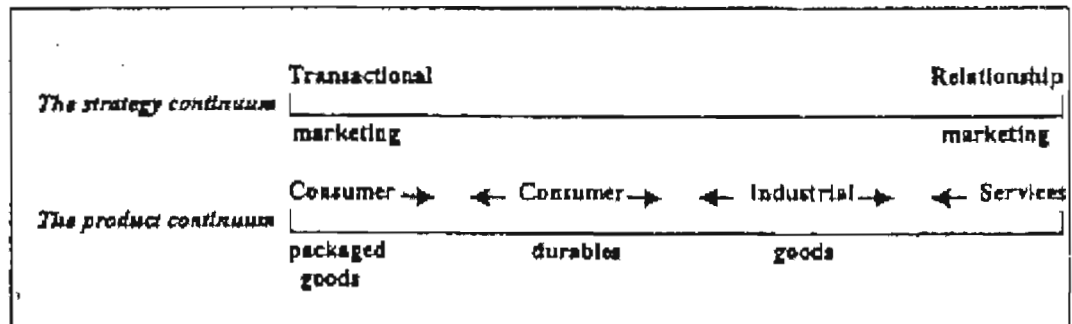 Transactional Relationship
The strategy continuum
marketing marketing
Consumer Consumer Industrial Services
The product continuum
packaged durables goods
goods